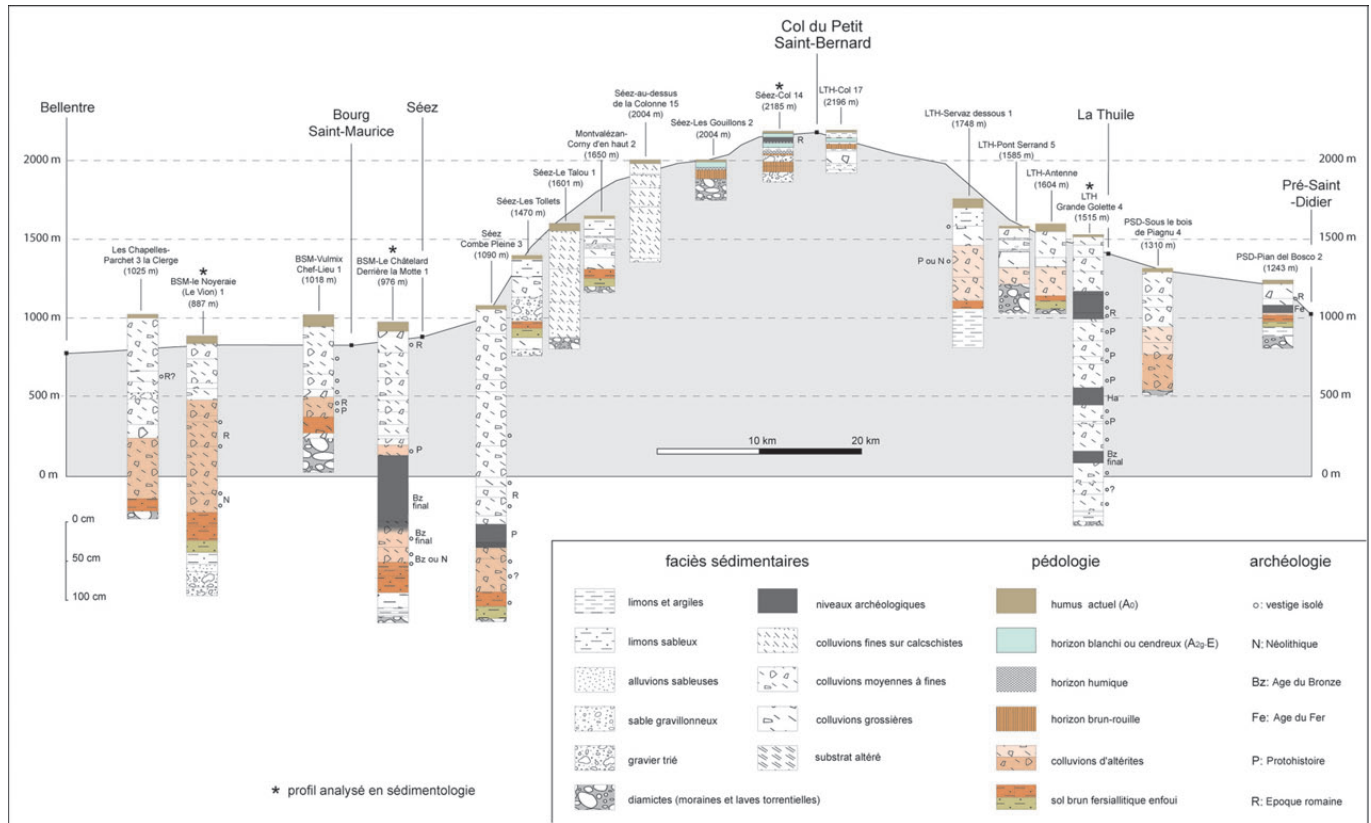 Col du Petit
Saint-Bernard
Bellentre
Bourg
Saint-Maurice
Séez
La Thuile
Pré-Saint
-Didier
2000 m
1500 m
1000 m
500 m
0 m
2000 m
1500 m
1000 m
500 m
0 m
Les Chapelles-
Parchet 3 la Cierge
(1025 m)
R?
*
BSM-le Noyeraie
(Le Vion) 1
(887 m)
R
N
BSM-Vulmix
Chef-Lieu 1
(1018 m)
R
P
*
BSM-Le Châtelard
Derrière la Motte 1
(976 m)
R
P
Bz
final
Bz
final
Bz ou N
Séez
Combe Pleine 3
(1090 m)
R
P
?
Séez-Les Tollets
(1470 m)
Séez-Le Talou 1
(1601 m)
Montvalézan-
Corny d'en haut 2
(1650 m)
Séez-au-dessus
de la Colonne 15
(2004 m)
Séez-Les Gouillons 2
(2004 m)
*
Séez-Col 14
(2185 m)
R
LTH-Col 17
(2196 m)
LTH-Servaz dessous 1
(1748 m)
P ou N
LTH-Pont Serrand 5
(1585 m)
LTH-Antenne
(1604 m)
*
LTH
Grande Golette 4
(1515 m)
R
P
P
Ha
P
Bz
final
?
PSD-Sous le bois
de Piagnu 4
(1310 m)
PSD-Pian del Bosco 2
(1243 m)
R
Fe
10 km
20 km
0 cm
50 cm
100 cm
* profil analysé en sédimentologie
faciès sédimentaires
limons et argiles
limons sableux
alluvions sableuses
sable gravillonneux
gravier trié
diamictes (moraines et laves torrentielles)
niveaux archéologiques
colluvions fines sur calcschistes
colluvions moyennes à fines
colluvions grossières
substrat altéré
pédologie
humus actuel (A0)
horizon blanchi ou cendreux (A2g-E)
horizon humique
horizon brun-rouille
colluvions d'altérites
sol brun fersiallitique enfoui
archéologie
o: vestige isolé
N: Néolithique
Bz: Age du Bronze
Fe: Age du Fer
P: Protohistoire
R: Epoque romaine